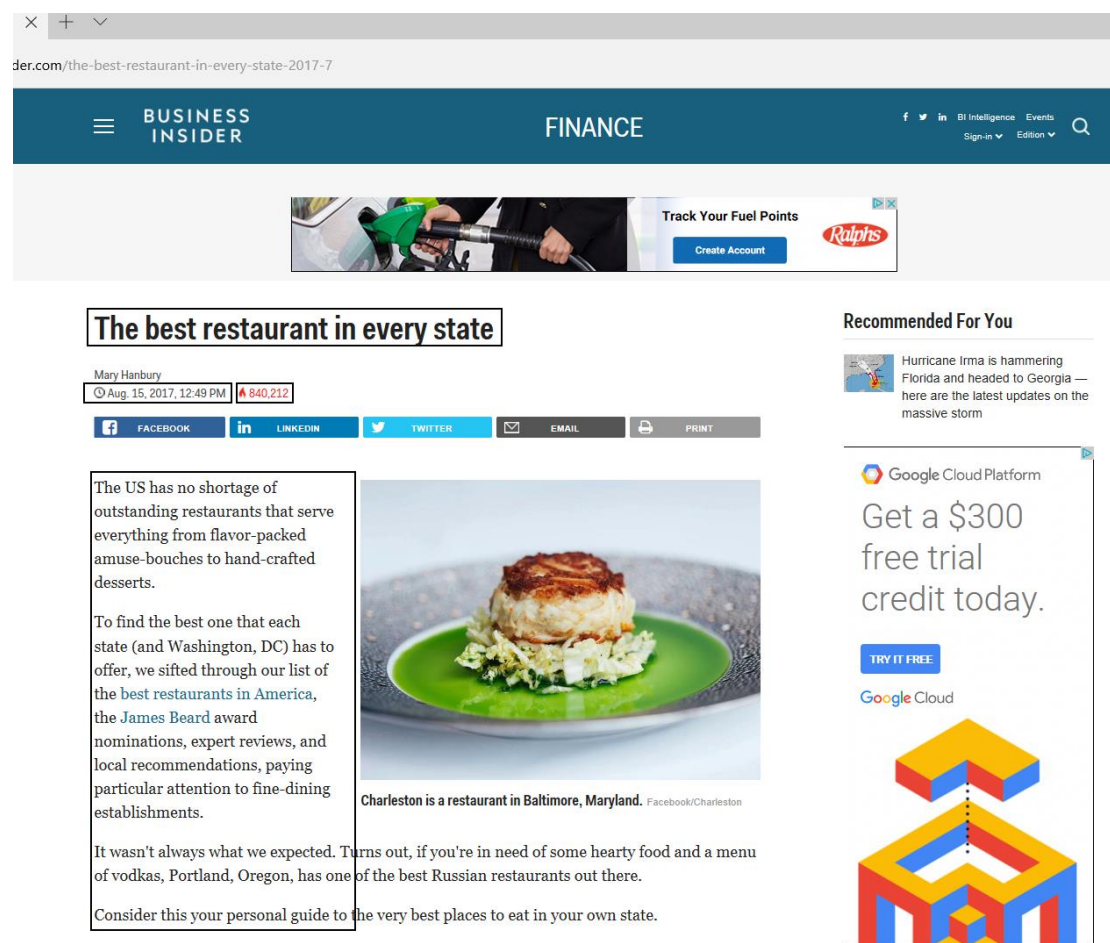 der.com/the-best-restaurant-in-every-state-2017-7
BUSINESS
INSIDER
FINANCE
f in BI Intelligence Events
Sign-in Edition
Track Your Fuel Points
Create Account
Ralphs
The best restaurant in every state
Mary Hanbury
Aug. 15, 2017, 12:49 PM 840,212
f FACEBOOK in LINKEDIN TWITTER EMAIL PRINT
The US has no shortage of
outstanding restaurants that serve
everything from flavor-packed
amuse-bouches to hand-crafted
desserts.
To find the best one that each
state (and Washington, DC) has to
offer, we sifted through our list of
the best restaurants in America,
the James Beard award
nominations, expert reviews, and
local recommendations, paying
particular attention to fine-dining
establishments.
Charleston is a restaurant in Baltimore, Maryland. Facebook/Charleston
It wasn't always what we expected. Turns out, if you're in need of some hearty food and a menu
of vodkas, Portland, Oregon, has one of the best Russian restaurants out there.
Consider this your personal guide to the very best places to eat in your own state.
Recommended For You
Hurricane Irma is hammering
Florida and headed to Georgia —
here are the latest updates on the
massive storm
Google Cloud Platform
Get a $300
free trial
credit today.
TRY IT FREE
Google Cloud